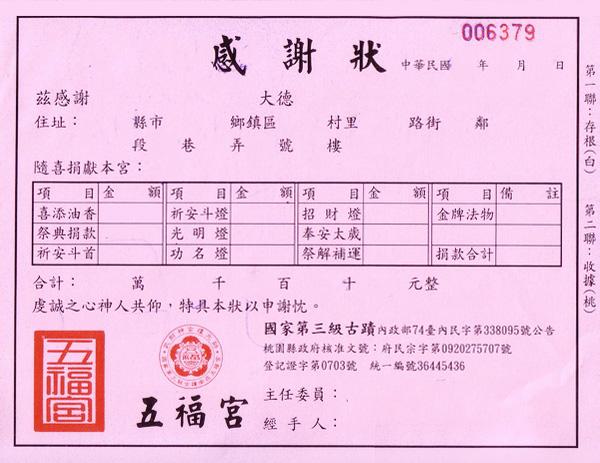 006379
感謝狀 中華民國 年 月 日
茲感謝 大德
住址： 縣市 鄉鎮區 村里 路街 鄰
段 巷 弄 號 樓
隨喜捐獻本宮：
項目 金額 項目 金額 項目 金額 項目 備註
喜添油香 祈安斗燈 招財燈 金牌法物
祭典捐款 光明燈 奉安太歲
祈安斗首 功名燈 祭解補運 捐款合計
合計： 萬 千 百 十 元整
虔誠之心神人共仰，特具本狀以申謝忱。
國家第三級古蹟 內政部74臺內民字第338095號公告
桃園縣政府核准文號：府民宗字第0920275707號
登記證字第0703號 統一編號36445436
主任委員：
經手人：
五福宮
五福宮
第一聯：存根(白)
第二聯：收據(桃)